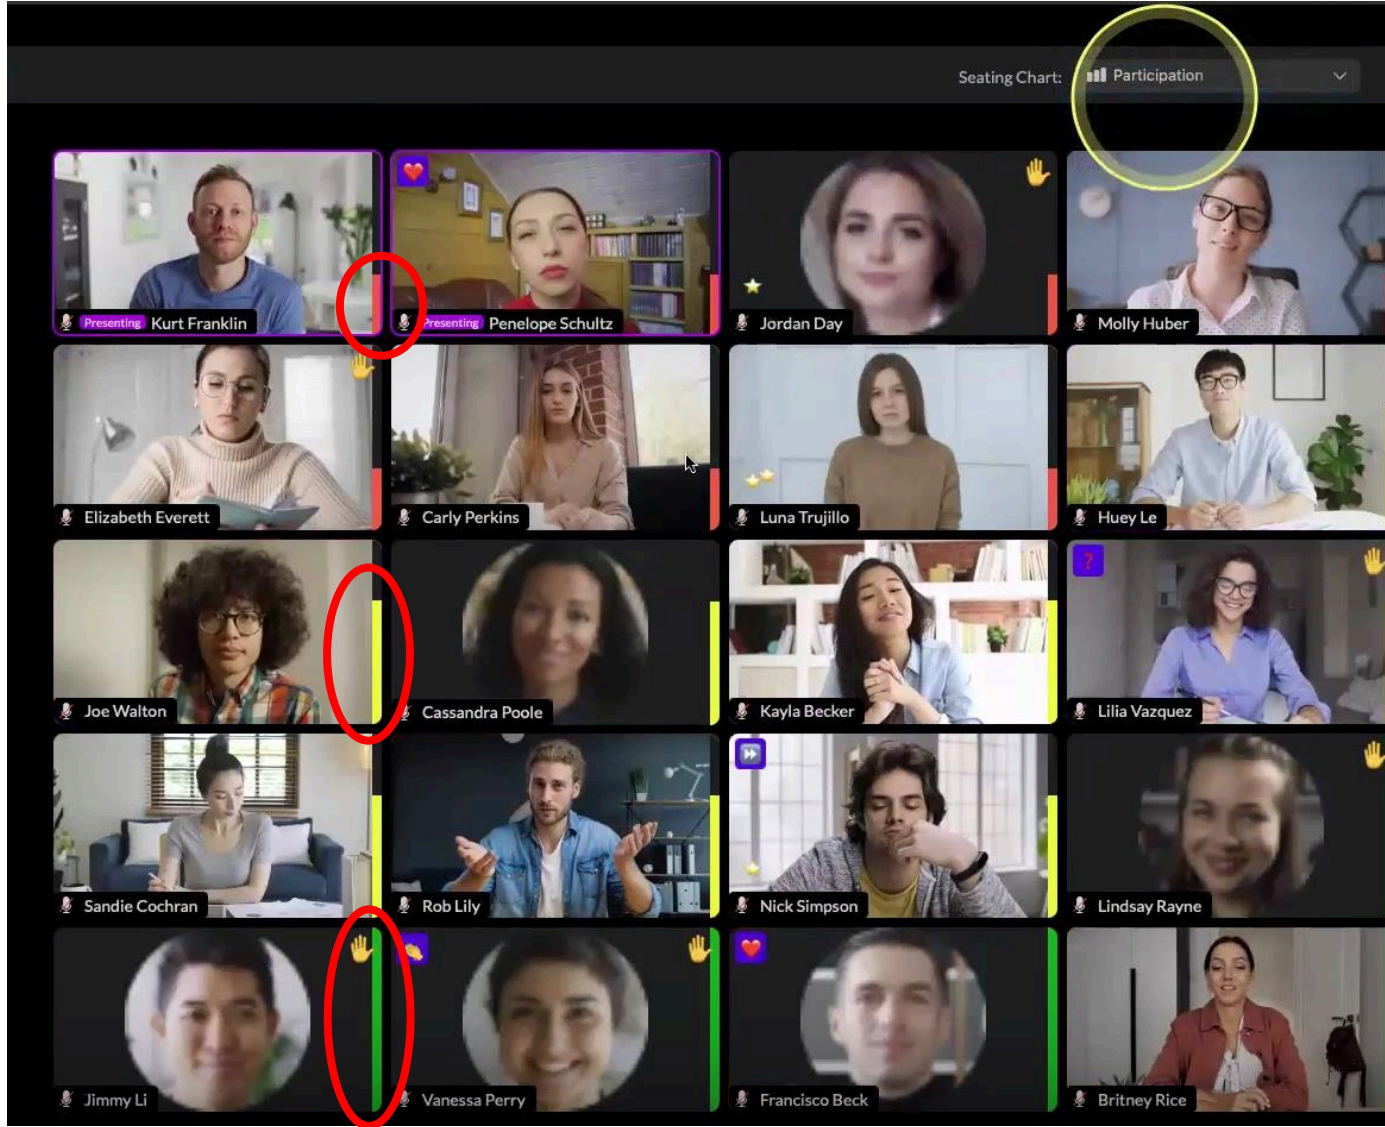 Seating Chart: Participation
Presenting Kurt Franklin
Presenting Penelope Schultz
Jordan Day
Molly Huber
Elizabeth Everett
Carly Perkins
Luna Trujillo
Huey Le
?
Joe Walton
Cassandra Poole
Kayla Becker
Lilia Vazquez
Sandie Cochran
Rob Lily
Nick Simpson
Lindsay Rayne
Jimmy Li
Vanessa Perry
Francisco Beck
Britney Rice